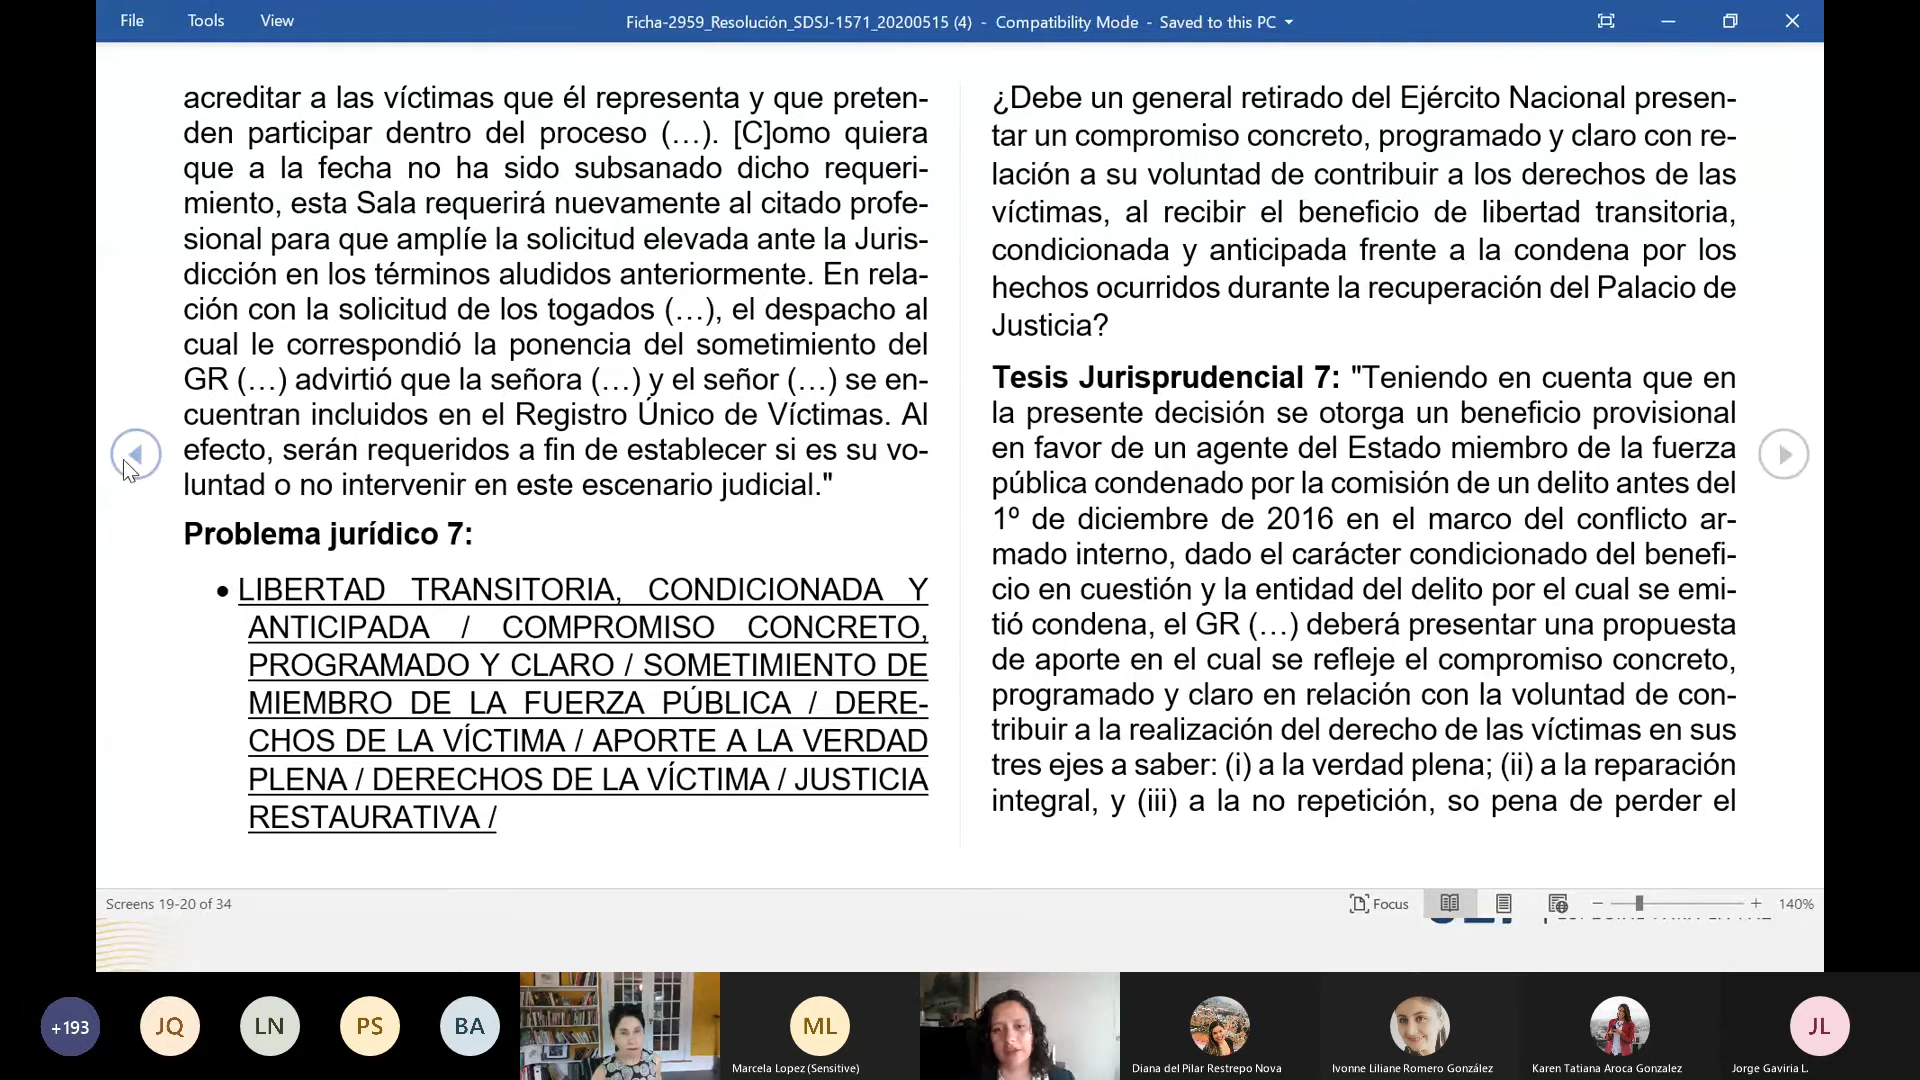 File Tools View Ficha-2959_Resolución_SDSJ-1571_20200515 (4) - Compatibility Mode - Saved to this PC
acreditar a las víctimas que él representa y que preten-
den participar dentro del proceso (…). [C]omo quiera
que a la fecha no ha sido subsanado dicho requeri-
miento, esta Sala requerirá nuevamente al citado profe-
sional para que amplíe la solicitud elevada ante la Juris-
dicción en los términos aludidos anteriormente. En rela-
ción con la solicitud de los togados (…), el despacho al
cual le correspondió la ponencia del sometimiento del
GR (…) advirtió que la señora (…) y el señor (…) se en-
cuentran incluidos en el Registro Único de Víctimas. Al
efecto, serán requeridos a fin de establecer si es su vo-
luntad o no intervenir en este escenario judicial."
Problema jurídico 7:
• LIBERTAD TRANSITORIA, CONDICIONADA Y
ANTICIPADA / COMPROMISO CONCRETO,
PROGRAMADO Y CLARO / SOMETIMIENTO DE
MIEMBRO DE LA FUERZA PÚBLICA / DERE-
CHOS DE LA VÍCTIMA / APORTE A LA VERDAD
PLENA / DERECHOS DE LA VÍCTIMA / JUSTICIA
RESTAURATIVA /
¿Debe un general retirado del Ejército Nacional presen-
tar un compromiso concreto, programado y claro con re-
lación a su voluntad de contribuir a los derechos de las
víctimas, al recibir el beneficio de libertad transitoria,
condicionada y anticipada frente a la condena por los
hechos ocurridos durante la recuperación del Palacio de
Justicia?
Tesis Jurisprudencial 7: "Teniendo en cuenta que en
la presente decisión se otorga un beneficio provisional
en favor de un agente del Estado miembro de la fuerza
pública condenado por la comisión de un delito antes del
1º de diciembre de 2016 en el marco del conflicto ar-
mado interno, dado el carácter condicionado del benefi-
cio en cuestión y la entidad del delito por el cual se emi-
tió condena, el GR (…) deberá presentar una propuesta
de aporte en el cual se refleje el compromiso concreto,
programado y claro en relación con la voluntad de con-
tribuir a la realización del derecho de las víctimas en sus
tres ejes a saber: (i) a la verdad plena; (ii) a la reparación
integral, y (iii) a la no repetición, so pena de perder el
Screens 19-20 of 34
Focus
140%
+193
JQ
LN
PS
BA
ML
JL
Marcela Lopez (Sensitive)
Diana del Pilar Restrepo Nova
Ivonne Liliane Romero González
Karen Tatiana Aroca Gonzalez
Jorge Gaviria L.